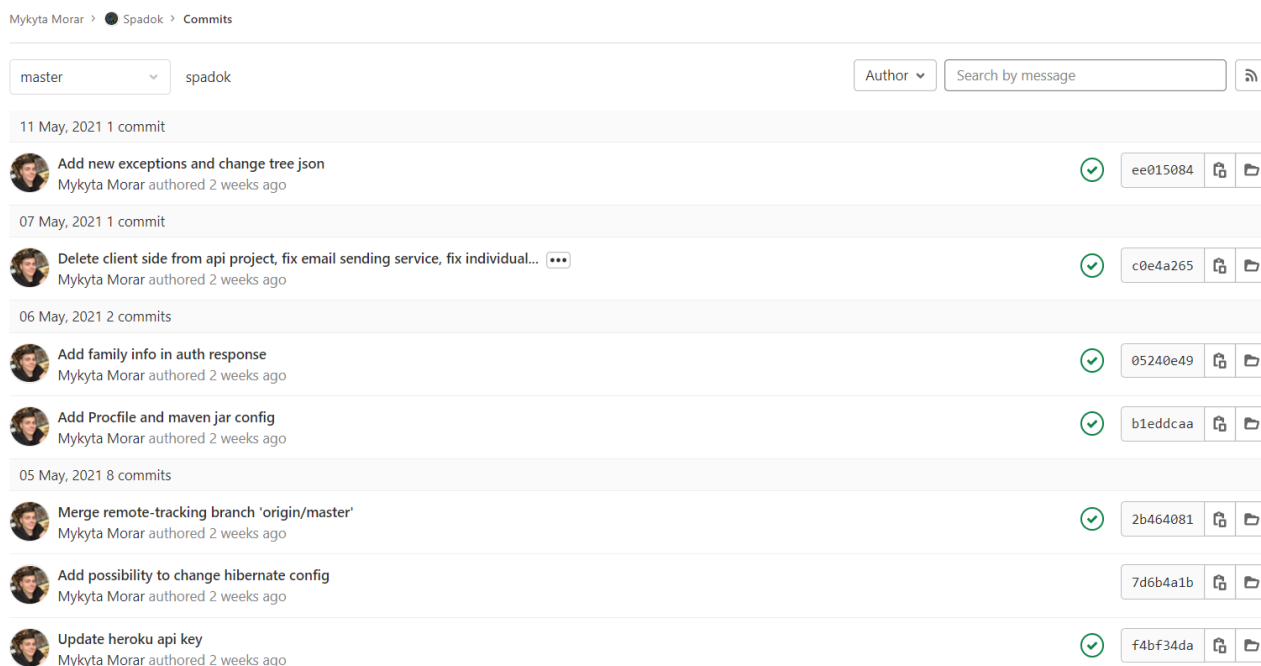 Mykyta Morar > Spadok > Commits
master spadok Author Search by message
11 May, 2021 1 commit
Add new exceptions and change tree json
Mykyta Morar authored 2 weeks ago
ee015084
07 May, 2021 1 commit
Delete client side from api project, fix email sending service, fix individual... •••
Mykyta Morar authored 2 weeks ago
c0e4a265
06 May, 2021 2 commits
Add family info in auth response
Mykyta Morar authored 2 weeks ago
05240e49
Add Procfile and maven jar config
Mykyta Morar authored 2 weeks ago
b1eddcaa
05 May, 2021 8 commits
Merge remote-tracking branch 'origin/master'
Mykyta Morar authored 2 weeks ago
2b464081
Add possibility to change hibernate config
Mykyta Morar authored 2 weeks ago
7d6b4a1b
Update heroku api key
Mykyta Morar authored 2 weeks ago
f4bf34da